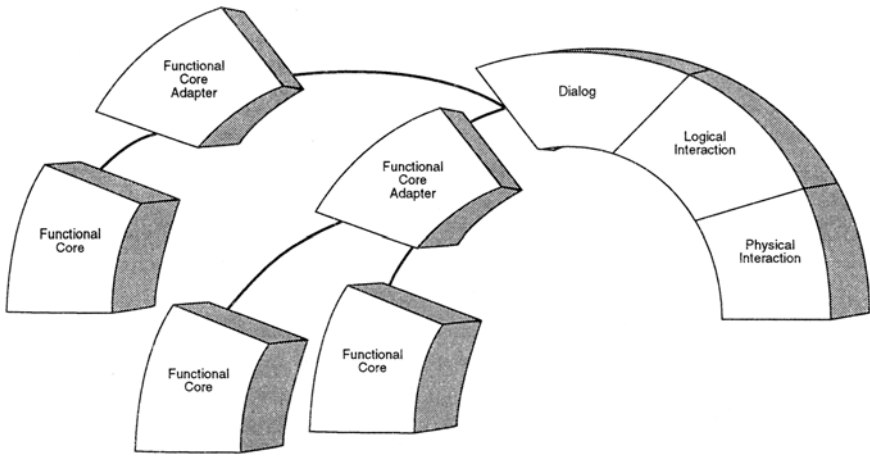 Functional
Core
Adapter
Dialog
Logical
Interaction
Functional
Core
Adapter
Functional
Core
Physical
Interaction
Functional
Core
Functional
Core